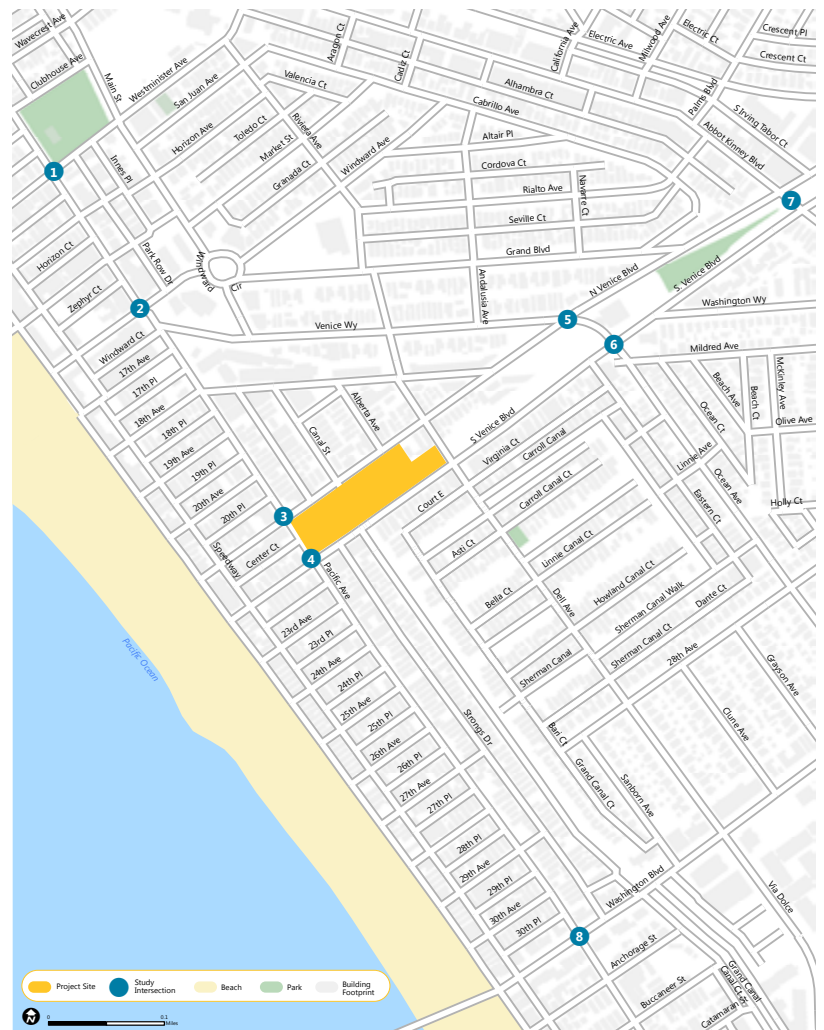 Wavecrest Ave
Clubhouse Ave
Main St
Westminister Ave
San Juan Ave
Horizon Ave
Innes Pl
Toledo Ct
Market St
Granada Ct
Riviera Ave
Windward Ave
Valencia Ct
Aragon Ct
Cadiz Ct
Cabrillo Ave
Alhambra Ct
California Ave
Electric Ave
Milwood Ave
Electric Ct
Crescent Pl
Crescent Ct
Palms Blvd
S Irving Tabor Ct
Abbot Kinney Blvd
Altair Pl
Cordova Ct
Rialto Ave
Navarre Ct
Seville Ct
Grand Blvd
Andalusia Ave
N Venice Blvd
S. Venice Blvd
Washington Wy
Mildred Ave
1
7
Horizon Ct
Park Row Dr
Windward
Cir
Zephyr Ct
2
Venice Wy
5
6
Windward Ct
17th Ave
17th Pl
18th Ave
18th Pl
19th Ave
19th Pl
20th Ave
20th Pl
Speedway
Center Ct
Canal St
Alberta Ave
S Venice Blvd
Virginia Ct
Carroll Canal
Carroll Canal Ct
Court E
Beach Ave
Beach Ct
McKinley Ave
Olive Ave
Ocean Ct
Linnie Ave
Ocean Ave
Eastern Ct
Holly Ct
3
4
Asti Ct
Linnie Canal Ct
Bella Ct
Dell Ave
Howland Canal Ct
Sherman Canal Walk
Dante Ct
Sherman Canal Ct
Sherman Canal
28th Ave
Grayson Ave
Clune Ave
Pacific Ave
23rd Ave
23rd Pl
24th Ave
24th Pl
25th Ave
25th Pl
26th Ave
26th Pl
27th Ave
27th Pl
28th Pl
29th Ave
29th Pl
30th Ave
30th Pl
Pacific Ocean
Strongs Dr
Bari Ct
Grand Canal Ct
Sanborn Ave
Washington Blvd
Via Dolce
8
Anchorage St
Buccaneer St
Catamaran St
Grand Canal
Canal Ct
Project Site
Study
Intersection
Beach
Park
Building
Footprint
N
0
0.1
Miles